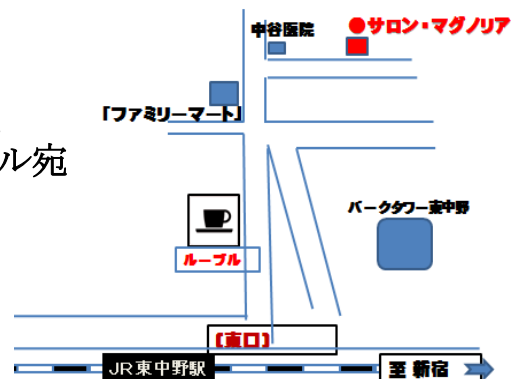 中谷医院
●サロン・マグノリア
「ファミリーマート」
ル宛
パークタワー東中野
ルーブル
(東口)
JR東中野駅
至 新宿